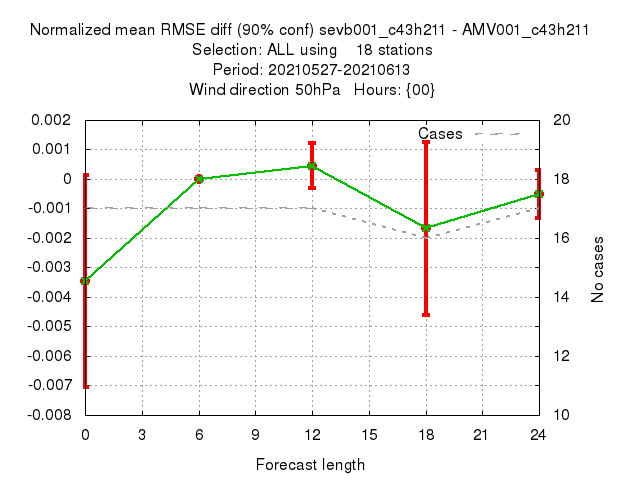 Normalized mean RMSE diff (90% conf) sevb001_c43h211 - AMV001_c43h211
Selection: ALL using    18 stations
Period: 20210527-20210613
Wind direction 50hPa   Hours: {00}
Cases
0.002
0.001
0
-0.001
-0.002
-0.003
-0.004
-0.005
-0.006
-0.007
-0.008
20
18
16
14
12
10
No cases
0 3 6 9 12 15 18 21 24
Forecast length